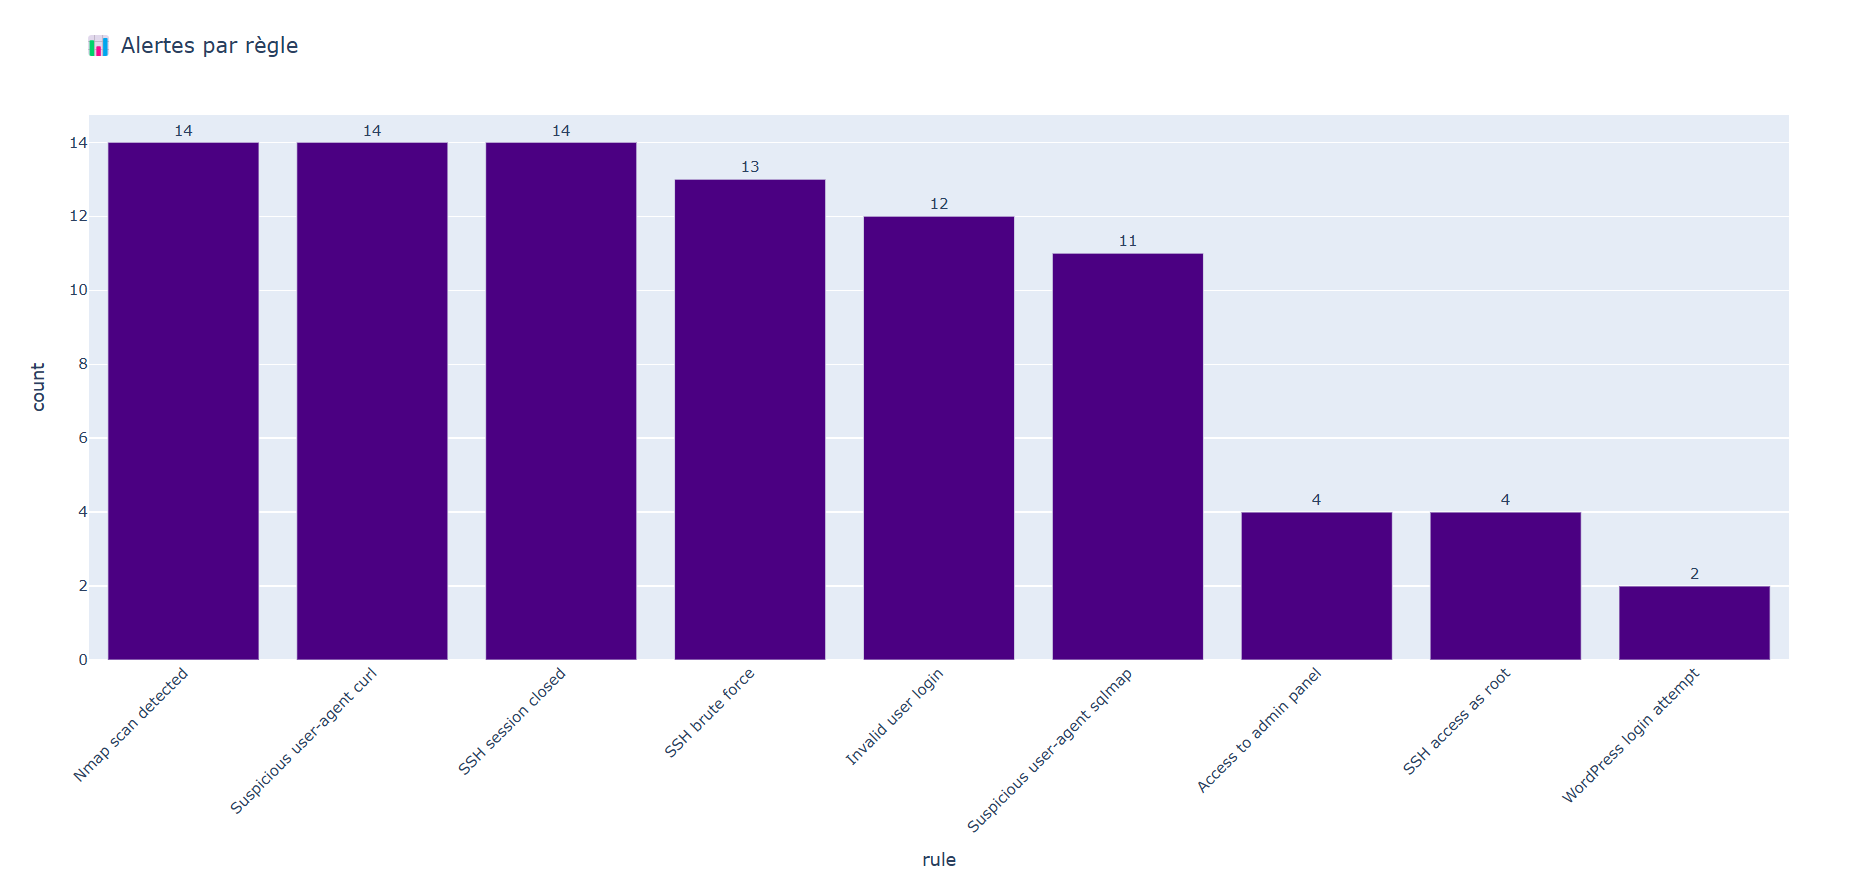 📊 Alertes par règle
14
14
14
13
12
11
4
4
2
14
12
10
8
6
4
2
0
count
Nmap scan detected
Suspicious user-agent curl
SSH session closed
SSH brute force
Invalid user login
Suspicious user-agent sqlmap
Access to admin panel
SSH access as root
WordPress login attempt
rule